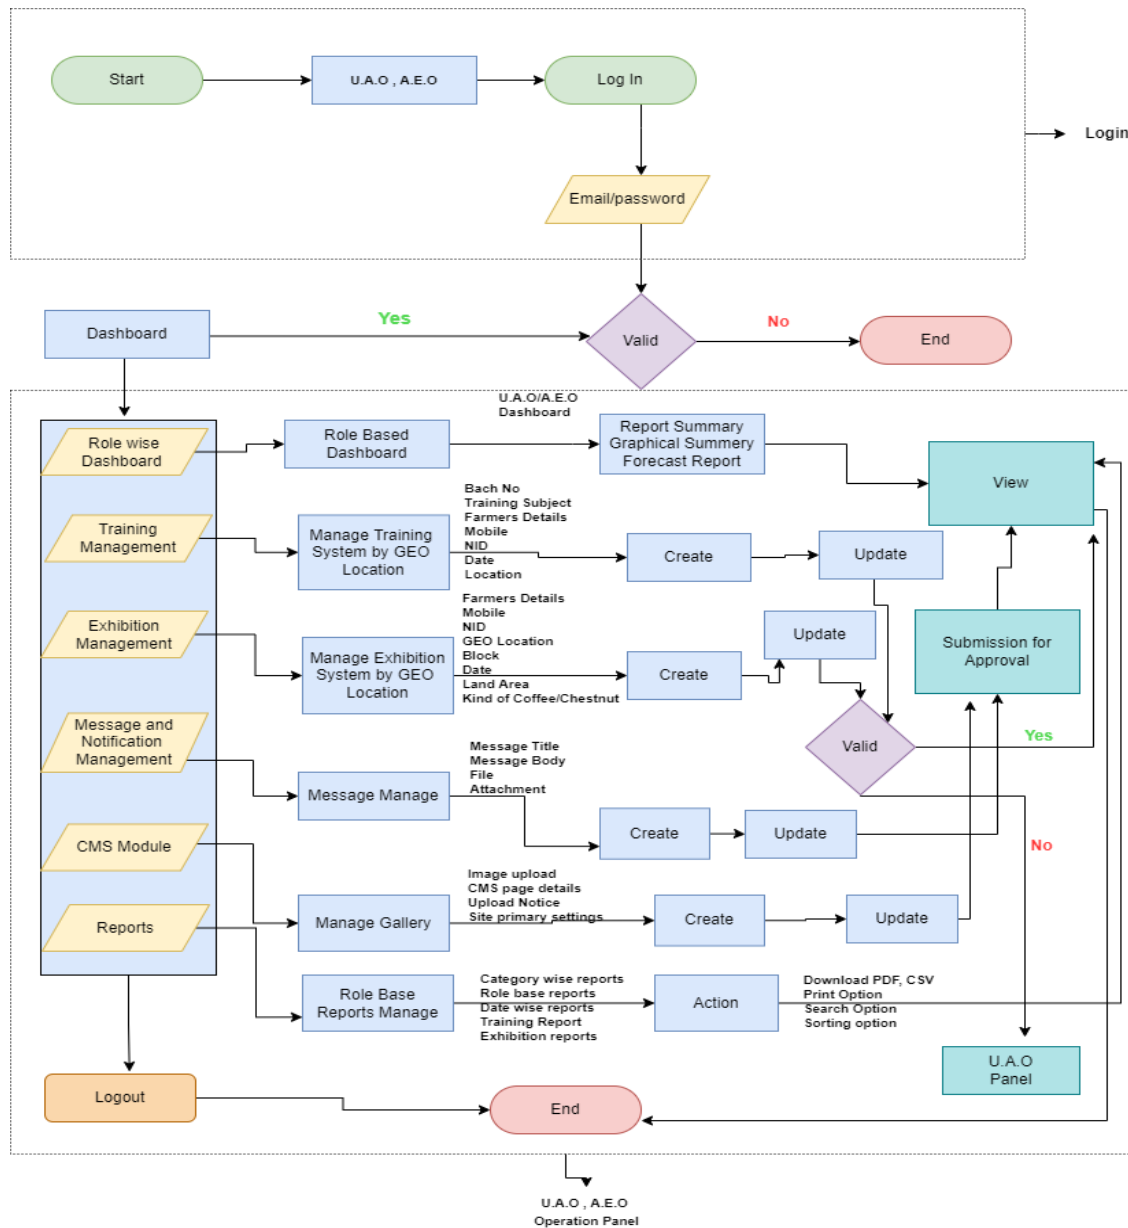 Start
U.A.O , A.E.O
Log In
Login
Email/password
Dashboard
Yes
Valid
No
End
U.A.O/A.E.O
Dashboard
Role wise
Dashboard
Role Based
Dashboard
Report Summary
Graphical Summery
Forecast Report
View
Training
Management
Manage Training
System by GEO
Location
Bach No
Training Subject
Farmers Details
Mobile
NID
Date
Location
Create
Update
Exhibition
Management
Manage Exhibition
System by GEO
Location
Farmers Details
Mobile
NID
GEO Location
Block
Date
Land Area
Kind of Coffee/Chestnut
Create
Update
Submission for
Approval
Valid
Yes
No
Message and
Notification
Management
Message Manage
Message Title
Message Body
File
Attachment
Create
Update
CMS Module
Manage Gallery
Image upload
CMS page details
Upload Notice
Site primary settings
Create
Update
Reports
Role Base
Reports Manage
Category wise reports
Role base reports
Date wise reports
Training Report
Exhibition reports
Action
Download PDF, CSV
Print Option
Search Option
Sorting option
U.A.O
Panel
Logout
End
U.A.O , A.E.O
Operation Panel